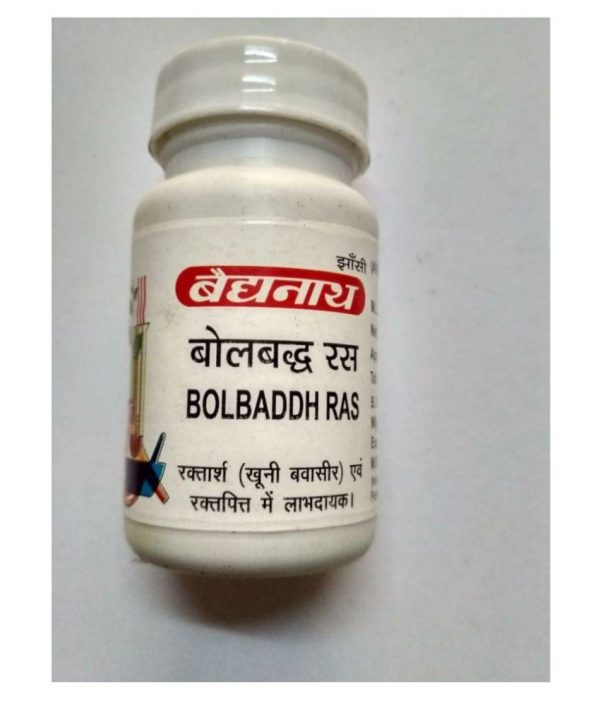 झाँसी
बैद्यनाथ
बोलबद्ध रस
BOLBADDH RAS
रक्तार्श (खूनी बवासीर) एवं
रक्तपित्त में लाभदायक।